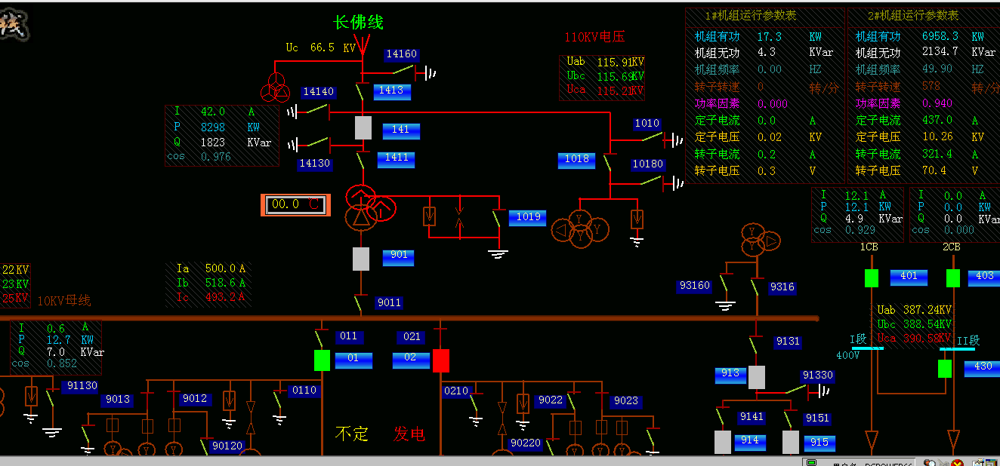 线
长佛线
Uc 66.5 KV
14160
1413
14140
I 42.0 A
P 8298 KW
Q 1823 KVar
cos 0.976
141
14130
1411
110KV电压
Uab 115.91KV
Ubc 115.69KV
Uca 115.21KV
1010
1018
10180
1#机组运行参数表
机组有功 17.3 KW
机组无功 4.3 KVar
机组频率 0.00 HZ
转子转速 0 转/分
功率因素 0.000
定子电流 0.0 A
定子电压 0.02 KV
转子电流 0.2 A
转子电压 0.3 V
2#机组运行参数表
机组有功 6958.3 KW
机组无功 2134.7 KVar
机组频率 49.90 HZ
转子转速 578 转/分
功率因素 0.940
定子电流 437.0 A
定子电压 10.26 KV
转子电流 321.4 A
转子电压 70.4 V
00.0 ℃
1019
901
I 12.1 A
P 12.1 KW
Q 4.9 KVar
cos 0.929
I 0.0 A
P 0.0 KW
Q 0.0 KVar
cos 0.000
1CB
2CB
401
403
22KV
23KV
25KV
10KV母线
Ia 500.0 A
Ib 518.6 A
Ic 493.2 A
9011
93160
9316
Uab 387.24KV
Ubc 388.54KV
Uca 390.58KV
I段
II段
400V
430
I 0.6 A
P 12.7 KW
Q 7.0 KVar
cos 0.852
011
01
021
02
9131
913
91330
91130
9013
9012
0110
0210
9022
9023
9141
9151
914
915
90120
不定
发电
90220